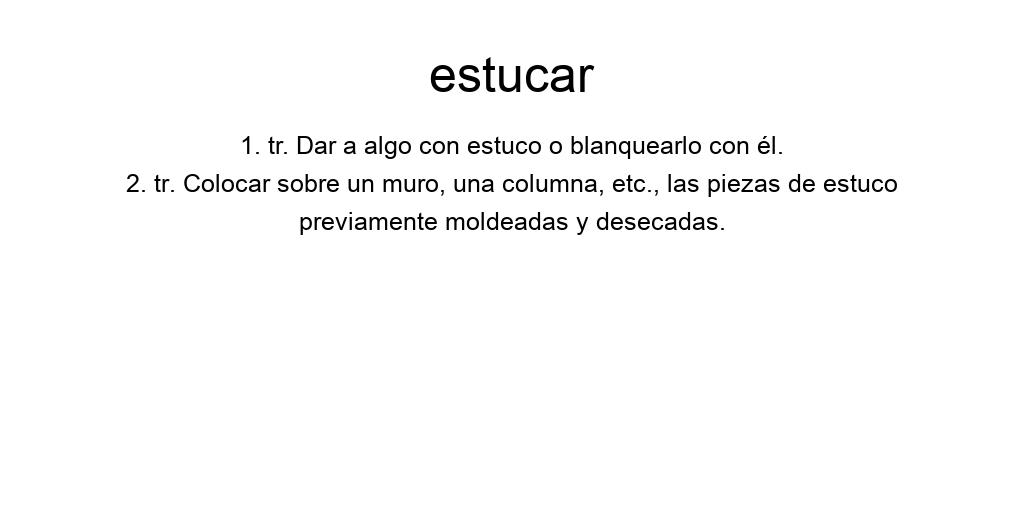 estucar
1. tr. Dar a algo con estuco o blanquearlo con él.
2. tr. Colocar sobre un muro, una columna, etc., las piezas de estuco
previamente moldeadas y desecadas.